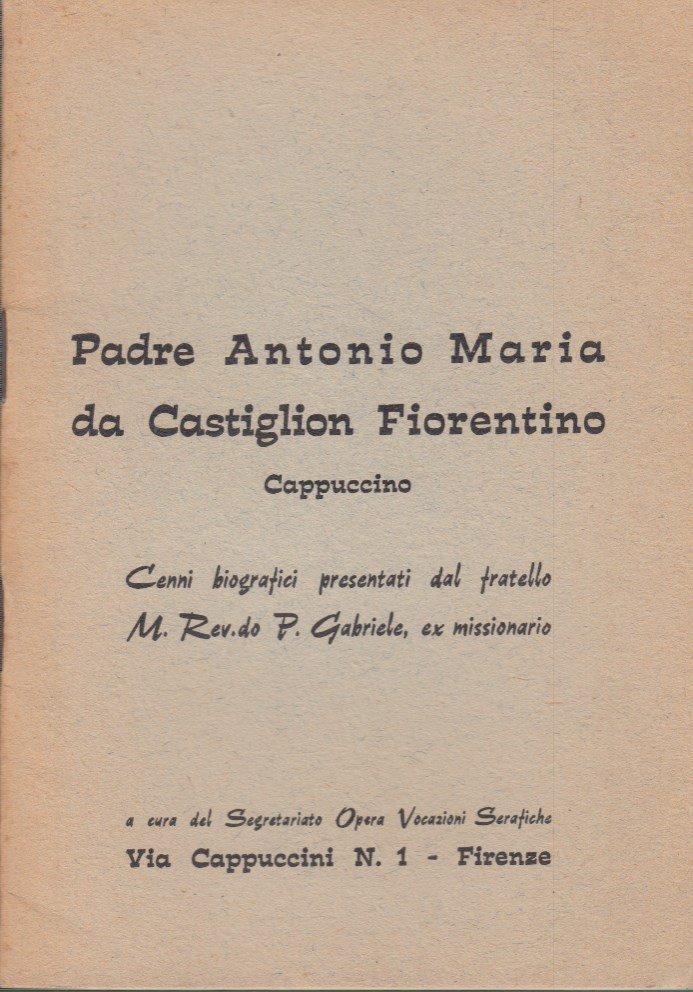 Padre Antonio Maria
da Castiglion Fiorentino
Cappuccino
Cenni biografici presentati dal fratello
M. Rev.do P. Gabriele, ex missionario
a cura del Segretariato Opera Vocazioni Serafiche
Via Cappuccini N. 1 - Firenze